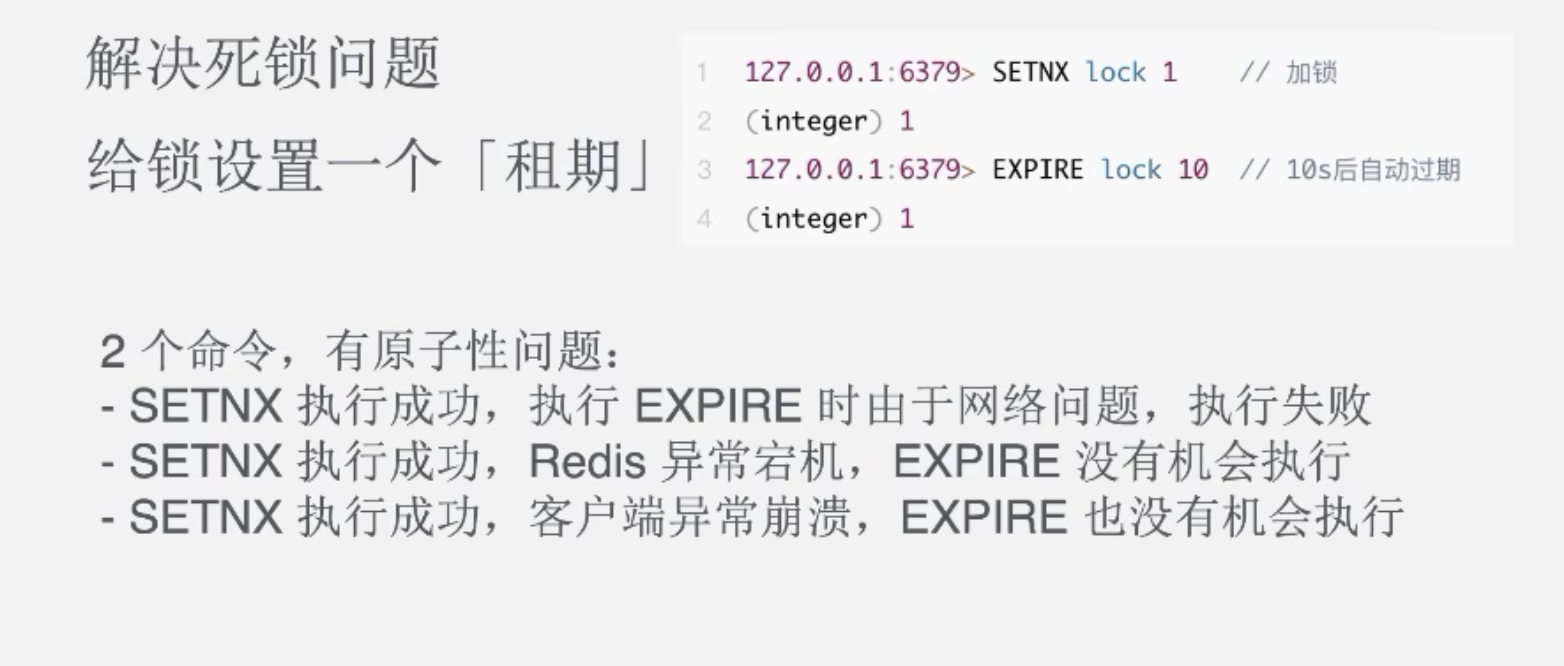 解决死锁问题
给锁设置一个「租期」
1 127.0.0.1:6379> SETNX lock 1 // 加锁
2 (integer) 1
3 127.0.0.1:6379> EXPIRE lock 10 // 10s后自动过期
4 (integer) 1
2 个命令，有原子性问题：
- SETNX 执行成功，执行 EXPIRE 时由于网络问题，执行失败
- SETNX 执行成功，Redis 异常宕机，EXPIRE 没有机会执行
- SETNX 执行成功，客户端异常崩溃，EXPIRE 也没有机会执行